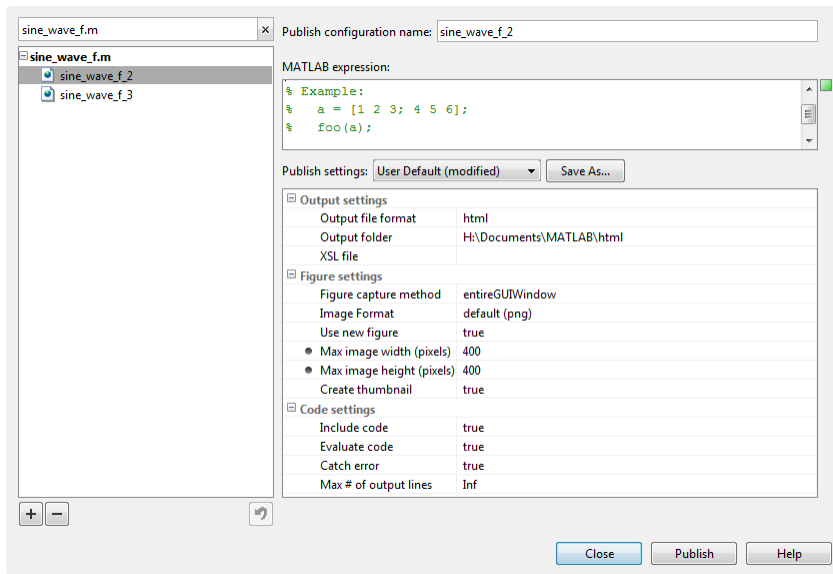 sine_wave_f.m
sine_wave_f.m
sine_wave_f_2
sine_wave_f_3
Publish configuration name: sine_wave_f_2
MATLAB expression:
% Example:
% a = [1 2 3; 4 5 6];
% foo(a);
Publish settings: User Default (modified) Save As...
Output settings
Output file format html
Output folder H:\Documents\MATLAB\html
XSL file
Figure settings
Figure capture method entireGUIWindow
Image Format default (png)
Use new figure true
Max image width (pixels) 400
Max image height (pixels) 400
Create thumbnail true
Code settings
Include code true
Evaluate code true
Catch error true
Max # of output lines Inf
Close Publish Help